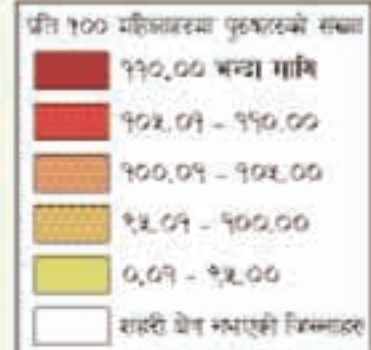 प्रति १०० महिलाहरुमा पुरुषहरुको संख्या
११०.०० भन्दा माथि
१०५.०१ - ११०.००
१००.०१ - १०५.००
९५.०१ - १००.००
०.०१ - ९५.००
शहरी क्षेत्र नभएको जिल्लाहरु